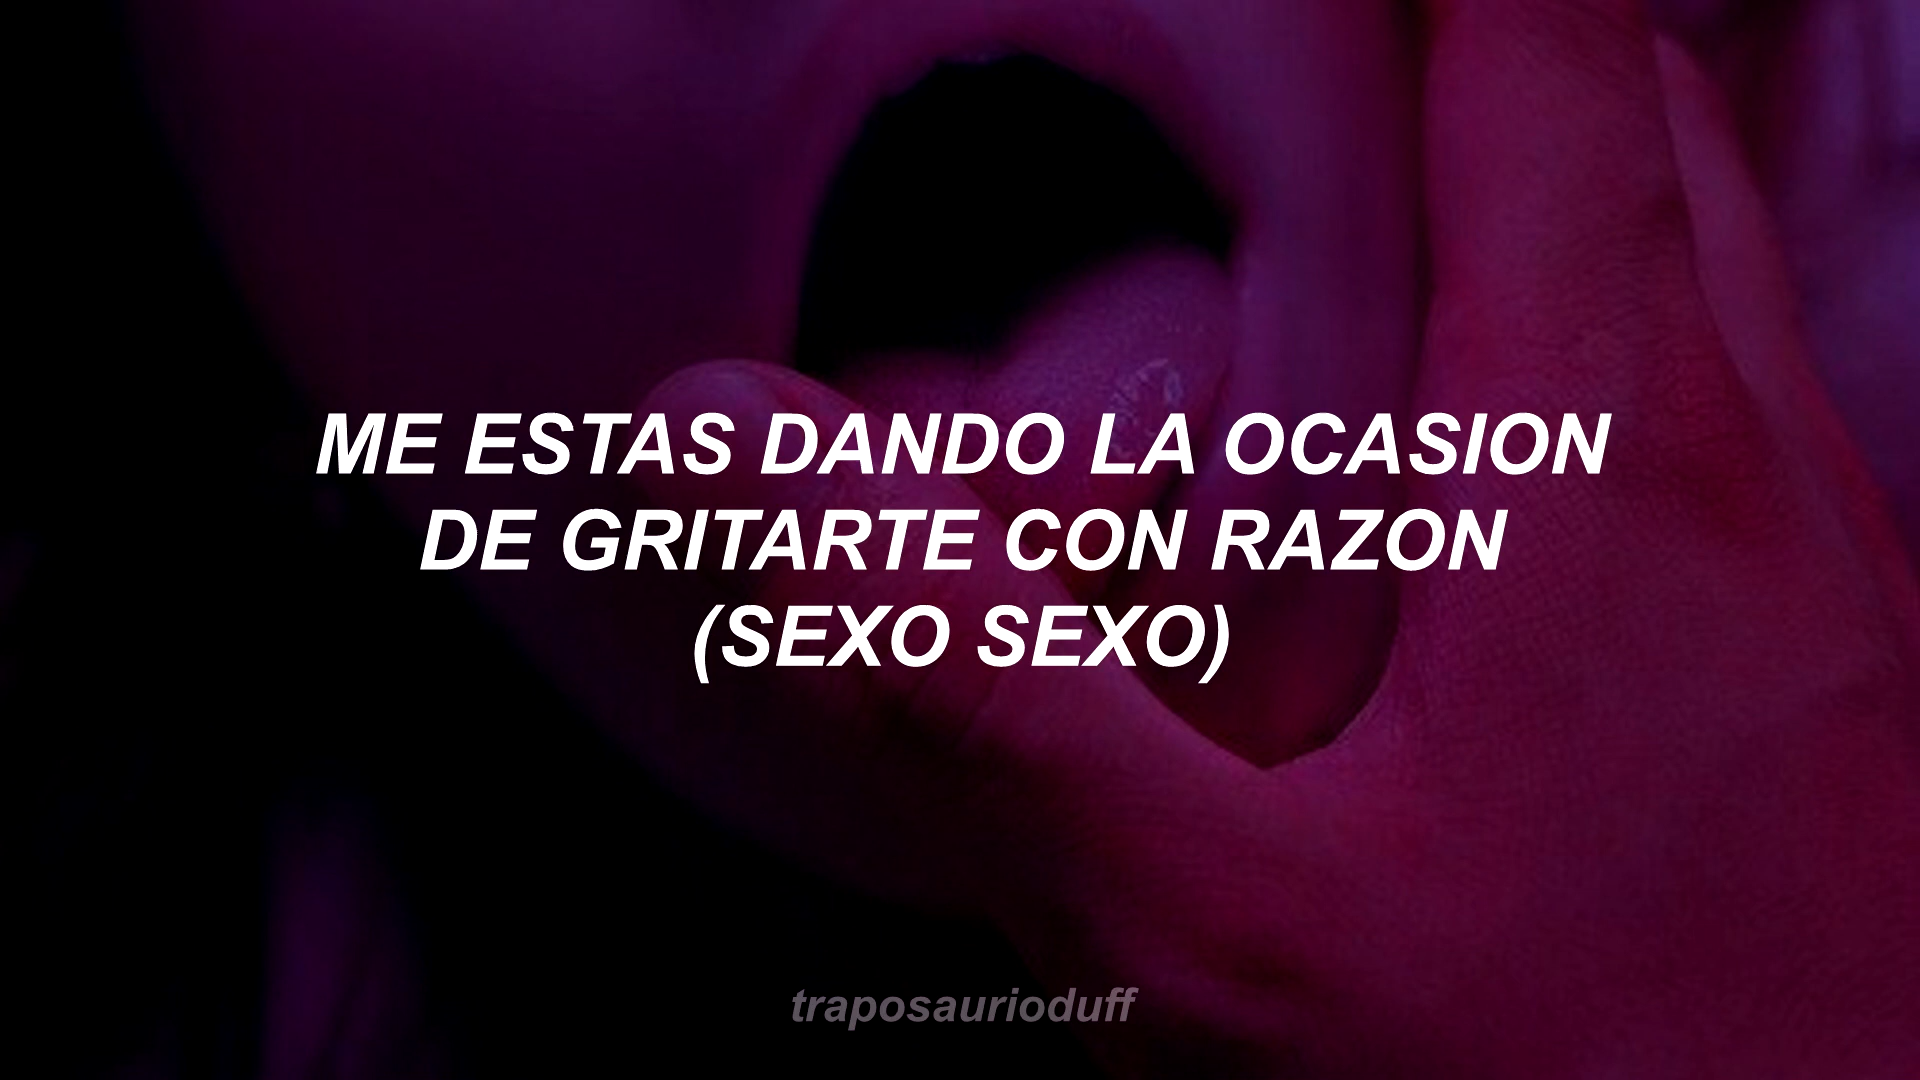 ME ESTAS DANDO LA OCASION
DE GRITARTE CON RAZON
(SEXO SEXO)
traposaurioduff